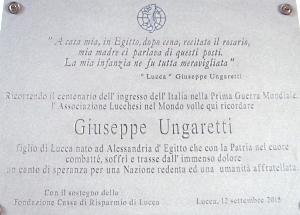 "A casa mia, in Egitto, dopo cena, recitato il rosario,
mia madre ci parlava di questi posti.
La mia infanzia ne fu tutta meravigliata"
"Lucca" Giuseppe Ungaretti
Ricorrendo il centenario dell'ingresso dell'Italia nella Prima Guerra Mondiale,
l'Associazione Lucchesi nel Mondo volle qui ricordare
Giuseppe Ungaretti
figlio di Lucca nato ad Alessandria d'Egitto che con la Patria nel cuore
combatté, soffrì e trasse dall'immenso dolore
un canto di speranza per una Nazione redenta ed una umanità affratellata.
Con il sostegno della
Fondazione Cassa di Risparmio di Lucca
Lucca, 12 settembre 2015